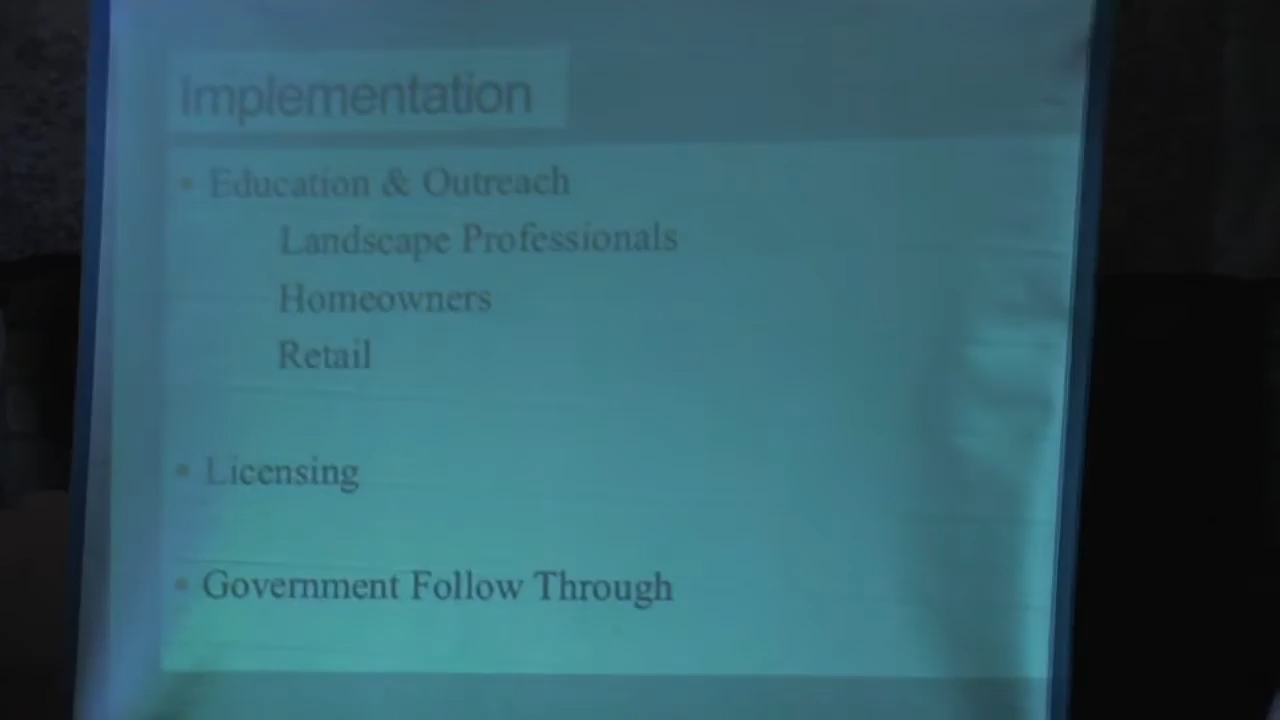 Implementation
• Education & Outreach
Landscape Professionals
Homeowners
Retail
• Licensing
• Government Follow Through